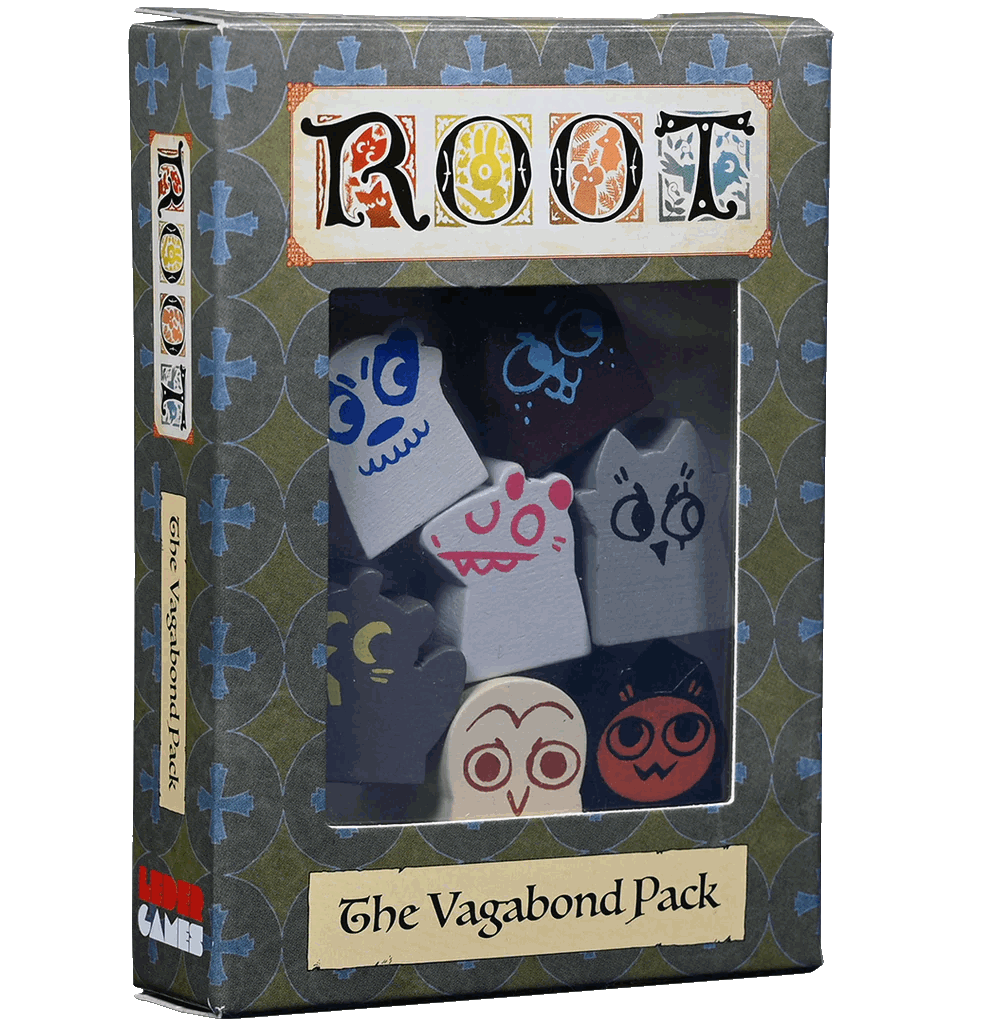 ROOT
The Vagabond Pack
ROOT
The Vagabond Pack
LEDER
GAMES